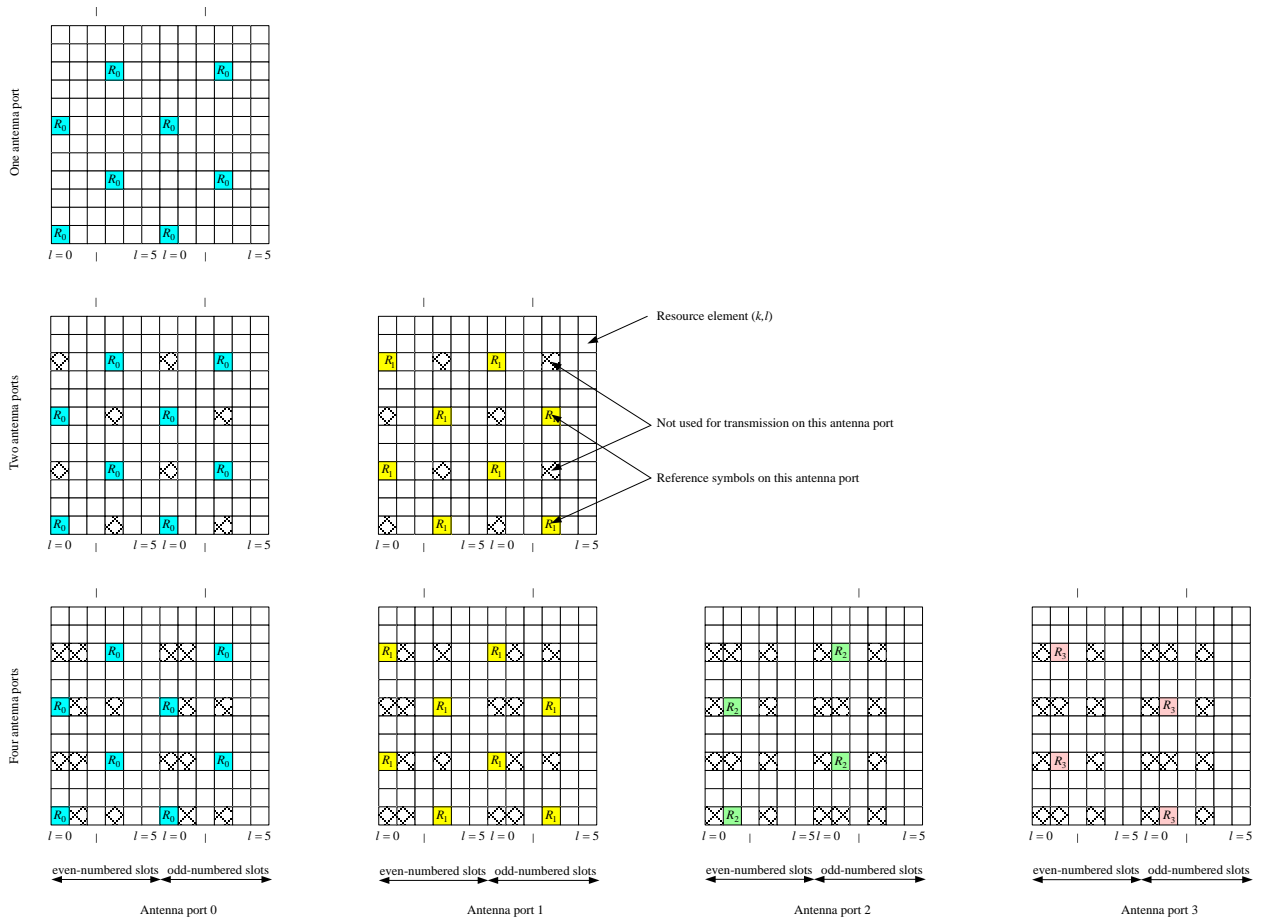 One antenna port
R0 R0
R0 R0
R0 R0
R0 R0
l = 0 l = 5 l = 0 l = 5
Two antenna ports
R0 R0
R0 R0
R0 R0
R0 R0
l = 0 l = 5 l = 0 l = 5
R1 R1
R1 R1
R1 R1
R1 R1
l = 0 l = 5 l = 0 l = 5
Resource element (k,l)
Not used for transmission on this antenna port
Reference symbols on this antenna port
Four antenna ports
R0 R0
R0 R0
R0 R0
R0 R0
l = 0 l = 5 l = 0 l = 5
even-numbered slots odd-numbered slots
Antenna port 0
R1 R1
R1 R1
R1 R1
R1 R1
l = 0 l = 5 l = 0 l = 5
even-numbered slots odd-numbered slots
Antenna port 1
R2
R2
R2
R2
l = 0 l = 5 l = 0 l = 5
even-numbered slots odd-numbered slots
Antenna port 2
R3
R3
R3
R3
l = 0 l = 5 l = 0 l = 5
even-numbered slots odd-numbered slots
Antenna port 3